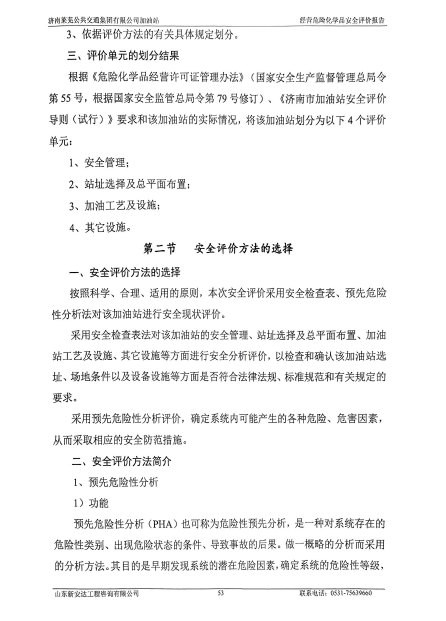 济南莱芜公共交通集团有限公司加油站 经营危险化学品安全评价报告
3、依据评价方法的有关具体规定划分。
三、评价单元的划分结果
根据《危险化学品经营许可证管理办法》（国家安全生产监督管理总局令
第 55 号，根据国家安全监管总局令第 79 号修订）、《济南市加油站安全评价
导则（试行）》要求和该加油站的实际情况，将该加油站划分为以下 4 个评价
单元：
1、安全管理；
2、站址选择及总平面布置；
3、加油工艺及设施；
4、其它设施。
第二节 安全评价方法的选择
一、安全评价方法的选择
按照科学、合理、适用的原则，本次安全评价采用安全检查表、预先危险
性分析法对该加油站进行安全现状评价。
采用安全检查表法对该加油站的安全管理、站址选择及总平面布置、加油
站工艺及设施、其它设施等方面进行安全分析评价，以检查和确认该加油站选
址、场地条件以及设备设施等方面是否符合法律法规、标准规范和有关规定的
要求。
采用预先危险性分析评价，确定系统内可能产生的各种危险、危害因素，
从而采取相应的安全防范措施。
二、安全评价方法简介
1、预先危险性分析
1）功能
预先危险性分析（PHA）也可称为危险性预先分析，是一种对系统存在的
危险性类别、出现危险状态的条件、导致事故的后果。做一概略的分析而采用
的分析方法。其目的是早期发现系统的潜在危险因素，确定系统的危险性等级，
山东新安达工程咨询有限公司 53 联系电话：0531-75639660